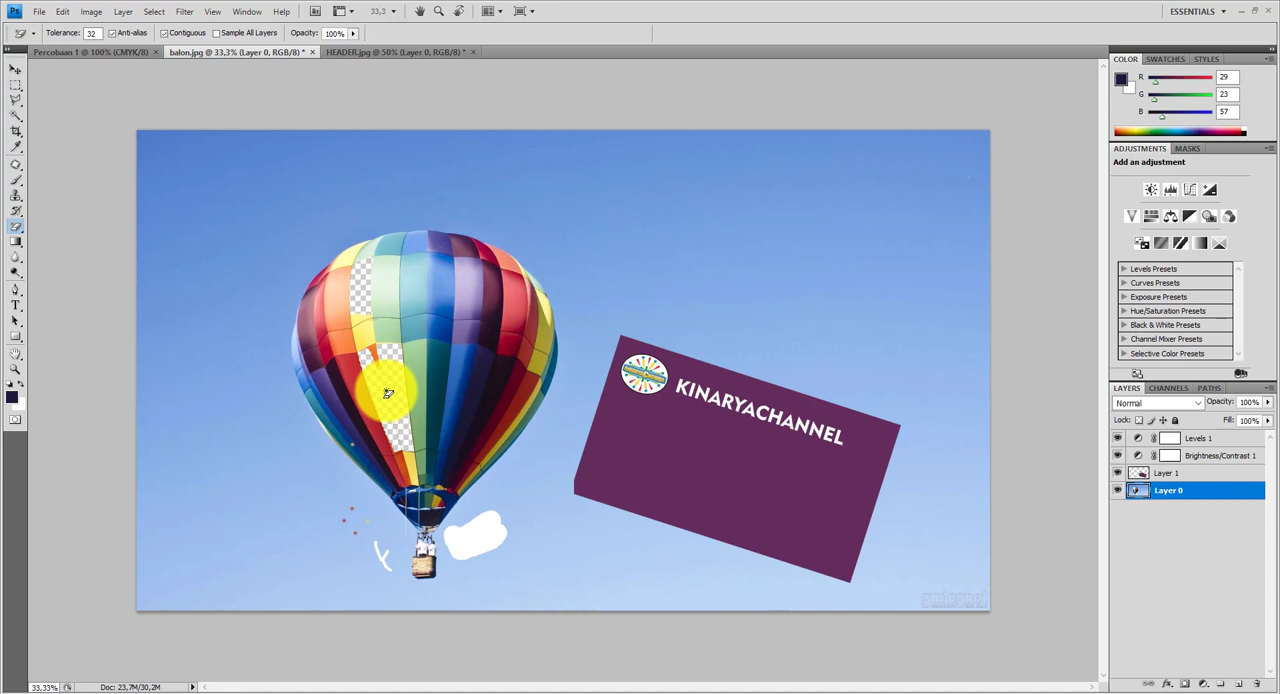 Ps File Edit Image Layer Select Filter View Window Help Br 33,3 ESSENTIALS
Tolerance: 32 Anti-alias Contiguous Sample All Layers Opacity: 100%
Percobaan 1 @ 100% (CMYK/8) × balon.jpg @ 33,3% (Layer 0, RGB/8) * × HEADER.jpg @ 50% (Layer 0, RGB/8) * ×
COLOR SWATCHES STYLES
R 29
G 23
B 57
ADJUSTMENTS MASKS
Add an adjustment
Levels Presets
Curves Presets
Exposure Presets
Hue/Saturation Presets
Black & White Presets
Channel Mixer Presets
Selective Color Presets
LAYERS CHANNELS PATHS
Normal Opacity: 100%
Lock: Fill: 100%
Levels 1
Brightness/Contrast 1
Layer 1
Layer 0
KINARYACHANNEL
33,33% Doc: 23,7M/30,2M